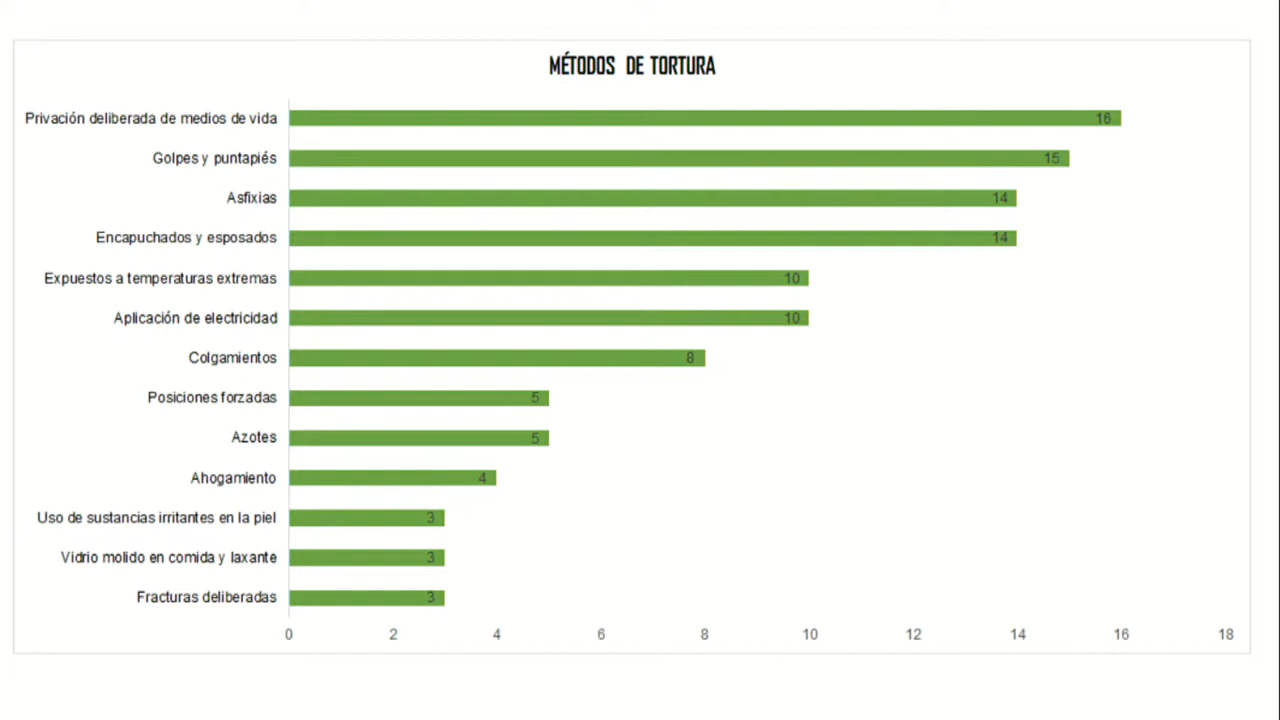 MÉTODOS DE TORTURA
Privación deliberada de medios de vida 16
Golpes y puntapiés 15
Asfixias 14
Encapuchados y esposados 14
Expuestos a temperaturas extremas 10
Aplicación de electricidad 10
Colgamientos 8
Posiciones forzadas 5
Azotes 5
Ahogamiento 4
Uso de sustancias irritantes en la piel 3
Vidrio molido en comida y laxante 3
Fracturas deliberadas 3
0 2 4 6 8 10 12 14 16 18